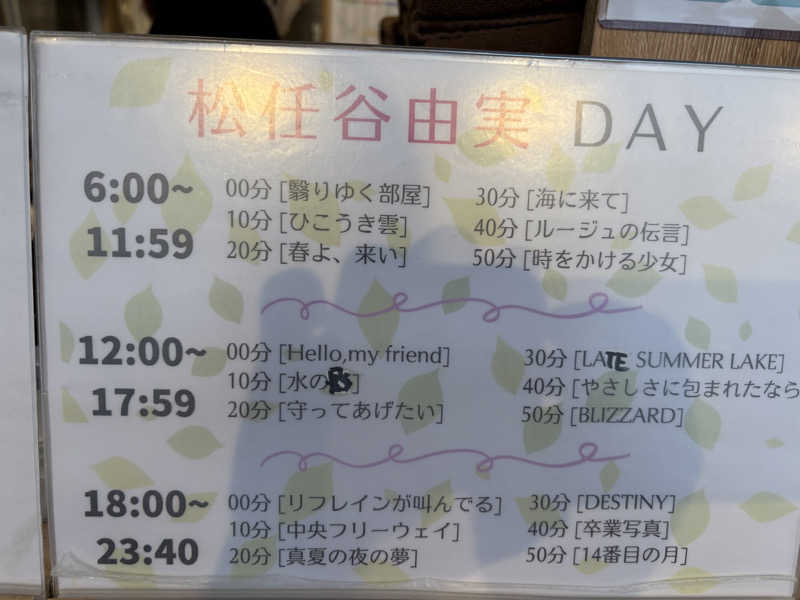 松任谷由実 DAY
6:00~
11:59
00分 [翳りゆく部屋]
10分 [ひこうき雲]
20分 [春よ、来い]
30分 [海に来て]
40分 [ルージュの伝言]
50分 [時をかける少女]
12:00~
17:59
00分 [Hello,my friend]
10分 [水の]
20分 [守ってあげたい]
30分 [LATE SUMMER LAKE]
40分 [やさしさに包まれたなら
50分 [BLIZZARD]
18:00~
23:40
00分 [リフレインが叫んでる]
10分 [中央フリーウェイ]
20分 [真夏の夜の夢]
30分 [DESTINY]
40分 [卒業写真]
50分 [14番目の月]